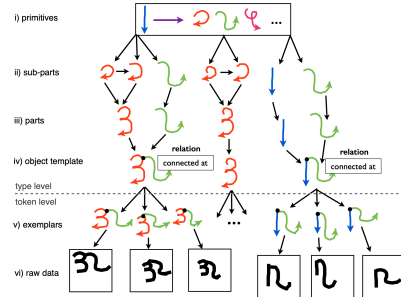 i) primitives
...
ii) sub-parts
iii) parts
relation
relation
iv) object template
connected at
connected at
type level
token level
v) exemplars
...
vi) raw data